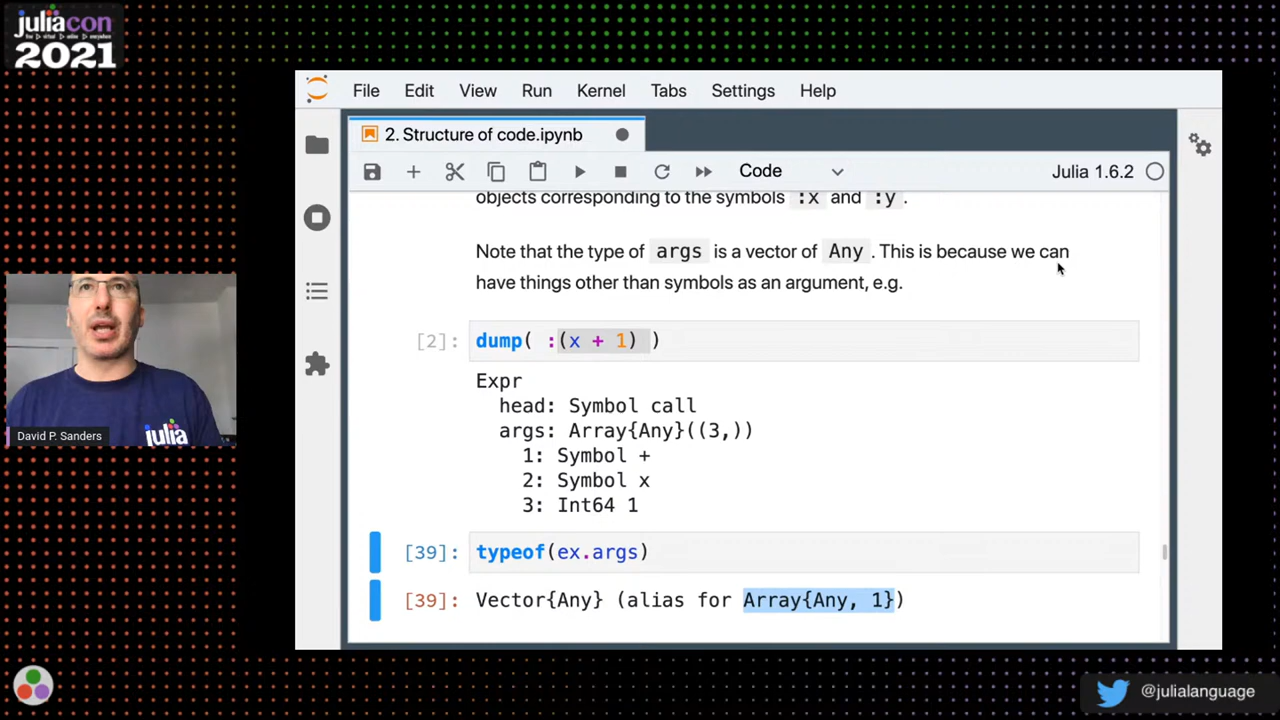 juliacon
2021
File Edit View Run Kernel Tabs Settings Help
2. Structure of code.ipynb
Code Julia 1.6.2
objects corresponding to the symbols :x and :y .
Note that the type of args is a vector of Any . This is because we can
have things other than symbols as an argument, e.g.
[2]: dump( :(x + 1) )
Expr
head: Symbol call
args: Array{Any}((3,))
1: Symbol +
2: Symbol x
3: Int64 1
[39]: typeof(ex.args)
[39]: Vector{Any} (alias for Array{Any, 1})
julia
David P. Sanders
@julialanguage